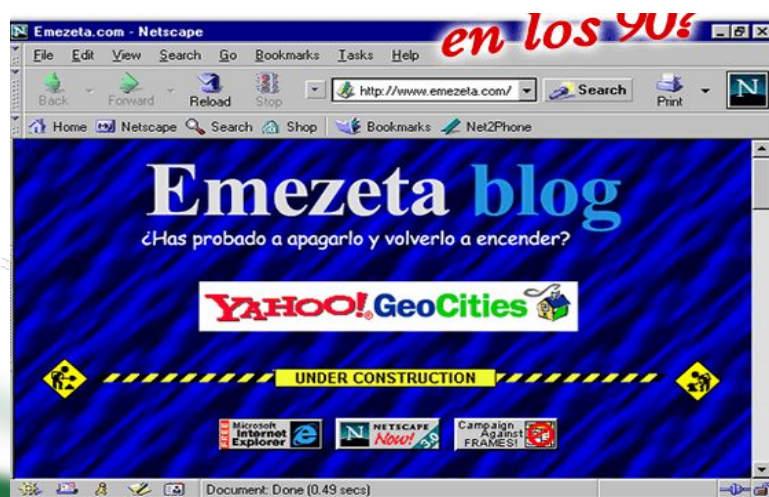 Emezeta.com - Netscape
en los 90?
File Edit View Search Go Bookmarks Tasks Help
Back Forward Reload Stop http://www.emezeta.com/ Search Print N
Home Netscape Search Shop Bookmarks Net2Phone
Emezeta blog
¿Has probado a apagarlo y volverlo a encender?
YAHOO! GeoCities
UNDER CONSTRUCTION
FREE Microsoft Internet Explorer
N NETSCAPE Now! 3.0
Campaign Against FRAMES!
Document: Done (0.49 secs)